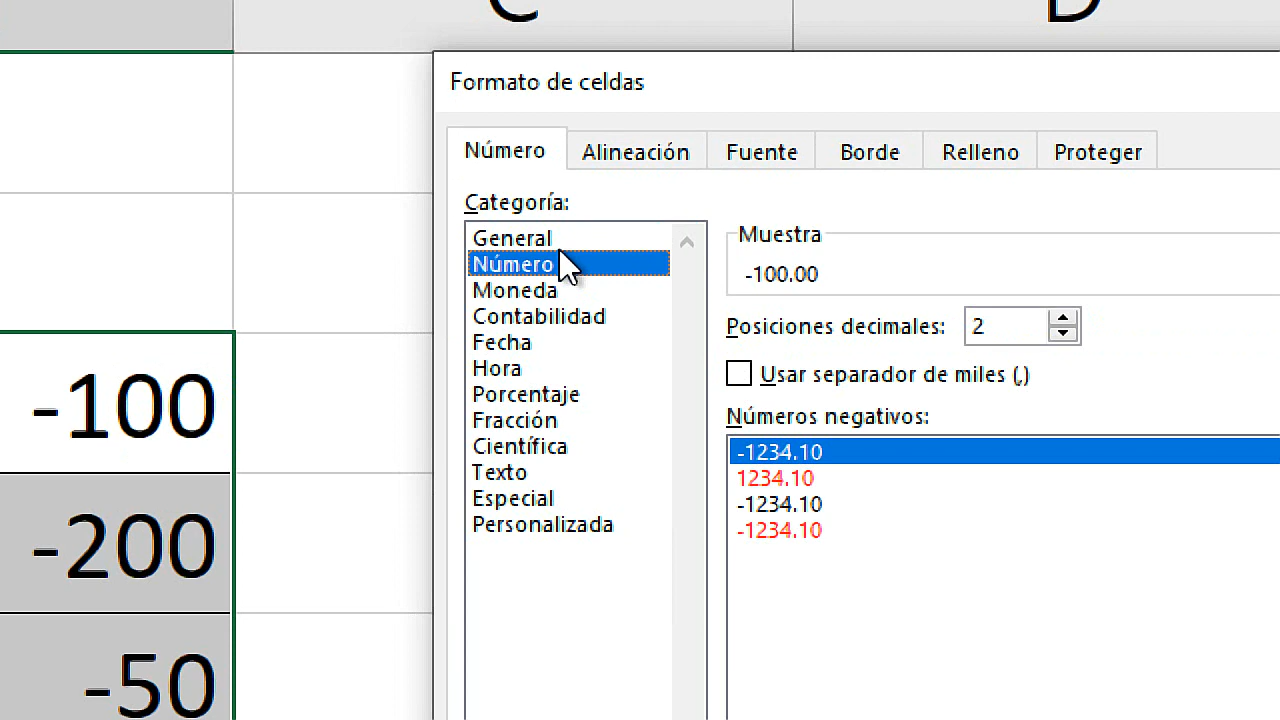 C D
Formato de celdas
Número Alineación Fuente Borde Relleno Proteger
Categoría:
General
Número
Moneda
Contabilidad
Fecha
Hora
Porcentaje
Fracción
Científica
Texto
Especial
Personalizada
Muestra
-100.00
Posiciones decimales: 2
Usar separador de miles (,)
Números negativos:
-1234.10
1234.10
-1234.10
-1234.10
-100
-200
-50